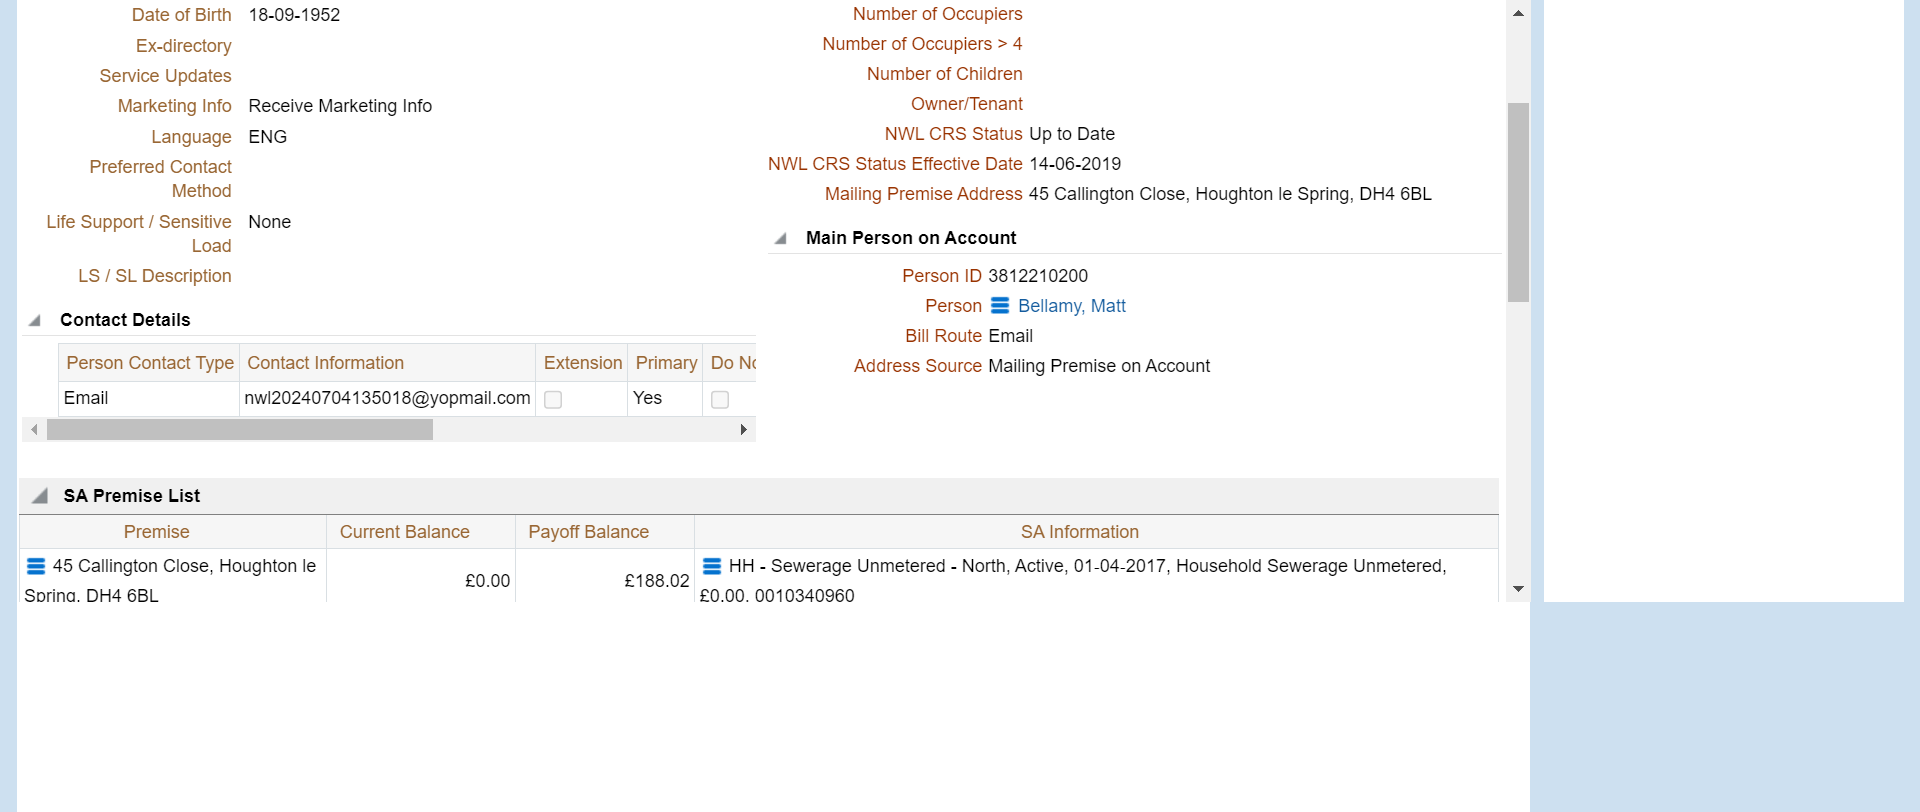 Date of Birth 18-09-1952
Ex-directory
Service Updates
Marketing Info Receive Marketing Info
Language ENG
Preferred Contact
Method
Life Support / Sensitive None
Load
LS / SL Description
Contact Details
Person Contact Type Contact Information Extension Primary Do No
Email nwl20240704135018@yopmail.com Yes
Number of Occupiers
Number of Occupiers > 4
Number of Children
Owner/Tenant
NWL CRS Status Up to Date
NWL CRS Status Effective Date 14-06-2019
Mailing Premise Address 45 Callington Close, Houghton le Spring, DH4 6BL
Main Person on Account
Person ID 3812210200
Person Bellamy, Matt
Bill Route Email
Address Source Mailing Premise on Account
SA Premise List
Premise Current Balance Payoff Balance SA Information
45 Callington Close, Houghton le
Spring, DH4 6BL
£0.00 £188.02
HH - Sewerage Unmetered - North, Active, 01-04-2017, Household Sewerage Unmetered,
£0.00, 0010340960